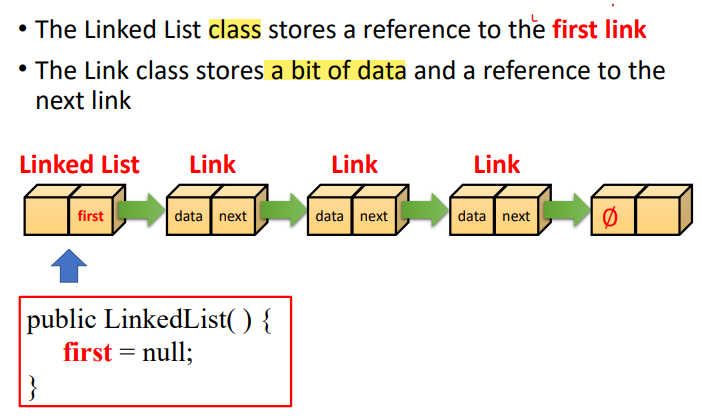 • The Linked List class stores a reference to the first link
• The Link class stores a bit of data and a reference to the
next link
Linked List Link Link Link
first data next data next data next Ø
public LinkedList( ) {
first = null;
}